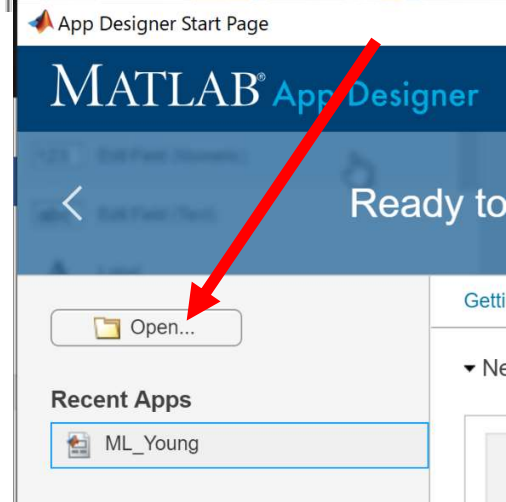 App Designer Start Page
MATLAB® App Designer
Ready to
Open...
Getti
Ne
Recent Apps
ML_Young